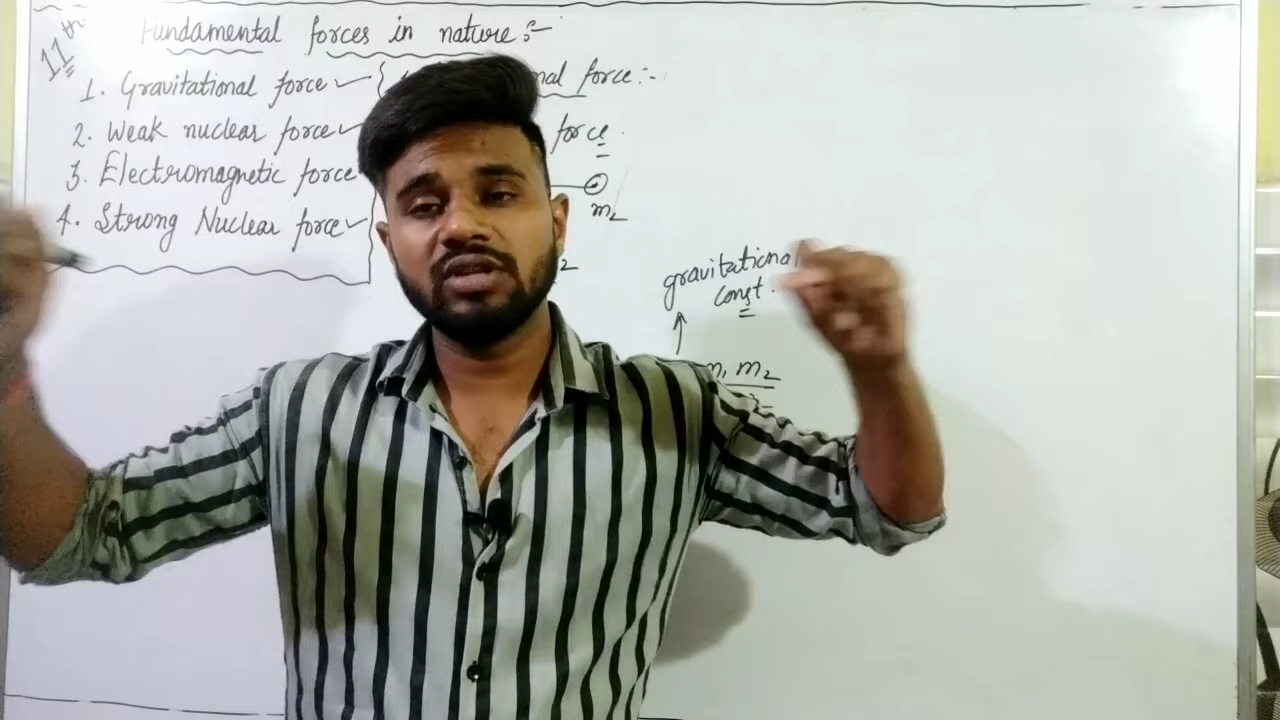 11th
Fundamental forces in nature :-
1. Gravitational force
2. Weak nuclear force
3. Electromagnetic force
4. Strong Nuclear force
nal force :-
force.
m2
2
gravitational
const.
m1 m2